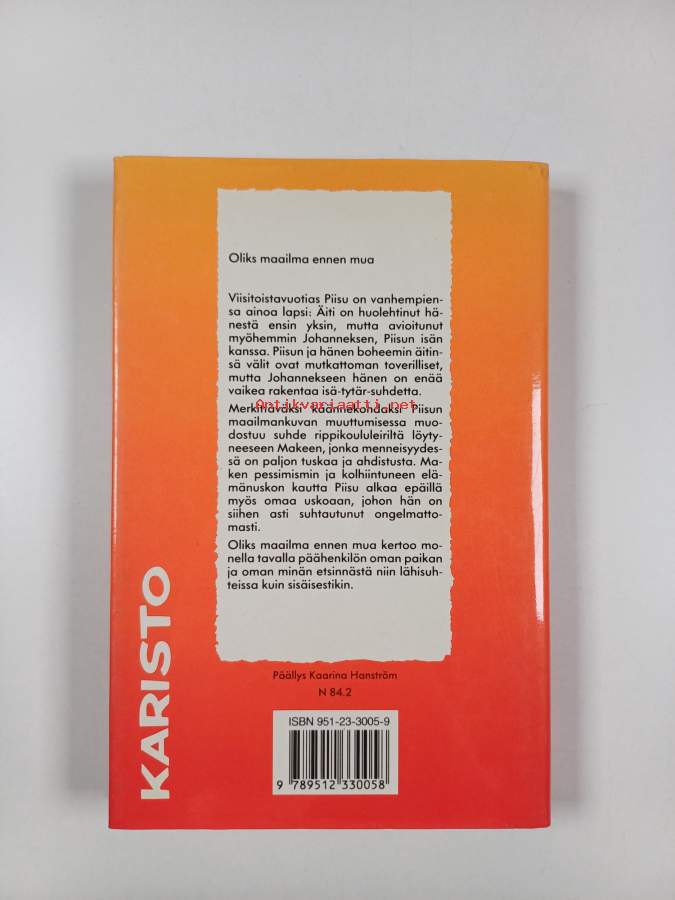 Oliks maailma ennen mua
Viisitoistavuotias Piisu on vanhempien-
sa ainoa lapsi: Äiti on huolehtinut hä-
nestä ensin yksin, mutta avioitunut
myöhemmin Johanneksen, Piisun isän
kanssa. Piisun ja hänen boheemin äitin-
sä välit ovat mutkattoman toverilliset,
mutta Johannekseen hänen on enää
vaikea rakentaa isä-tytär-suhdetta.
Antikvariaatti.net
Merkittäväksi käännekohdaksi Piisun
maailmankuvan muuttumisessa muo-
dostuu suhde rippikoululeiriltä löyty-
neeseen Makeen, jonka menneisyydes-
sä on paljon tuskaa ja ahdistusta. Ma-
ken pessimismin ja kolhiintuneen elä-
mänuskon kautta Piisu alkaa epäillä
myös omaa uskoaan, johon hän on
siihen asti suhtautunut ongelmatto-
masti.
Oliks maailma ennen mua kertoo mo-
nella tavalla päähenkilön oman paikan
ja oman minän etsinnästä niin lähisuh-
teissa kuin sisäisestikin.
KARISTO
Päällys Kaarina Hanström
N 84.2
ISBN 951-23-3005-9
9 789512 330058